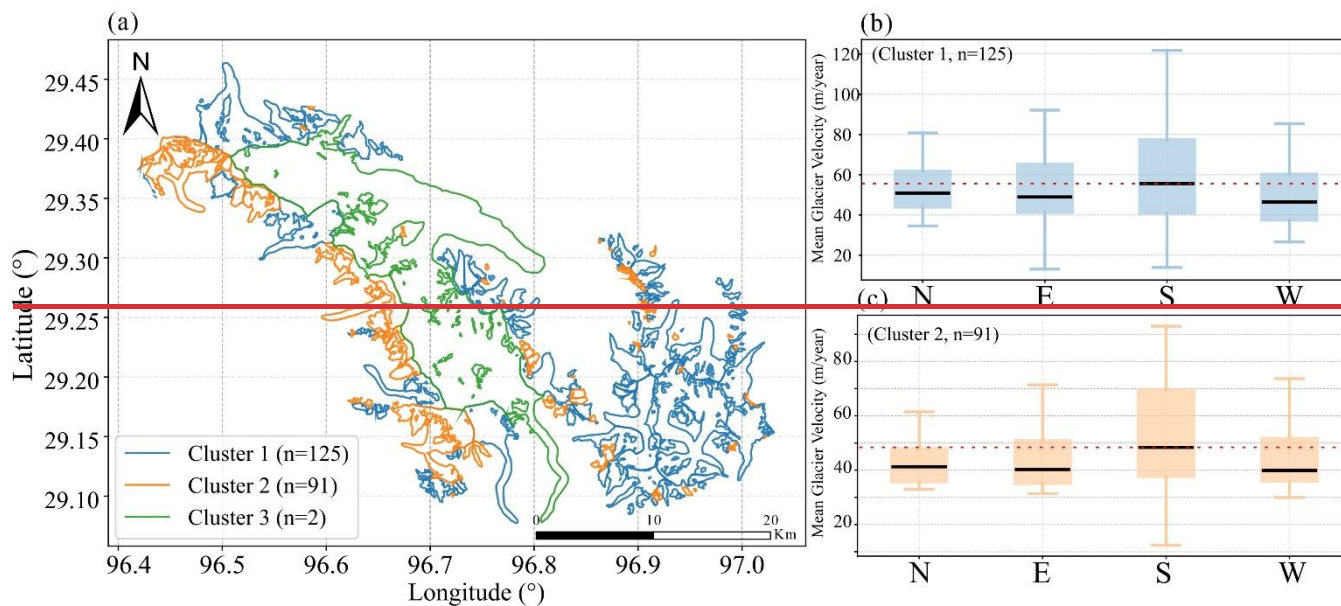 (a)
N
29.45
29.40
29.35
29.30
29.25
29.20
29.15
29.10
Latitude (°)
Cluster 1 (n=125)
Cluster 2 (n=91)
Cluster 3 (n=2)
0 10 20
Km
96.4 96.5 96.6 96.7 96.8 96.9 97.0
Longitude (°)
(b)
(Cluster 1, n=125)
Mean Glacier Velocity (m/year)
120
100
80
60
40
20
N E S W
(c)
(Cluster 2, n=91)
Mean Glacier Velocity (m/year)
80
60
40
20
N E S W